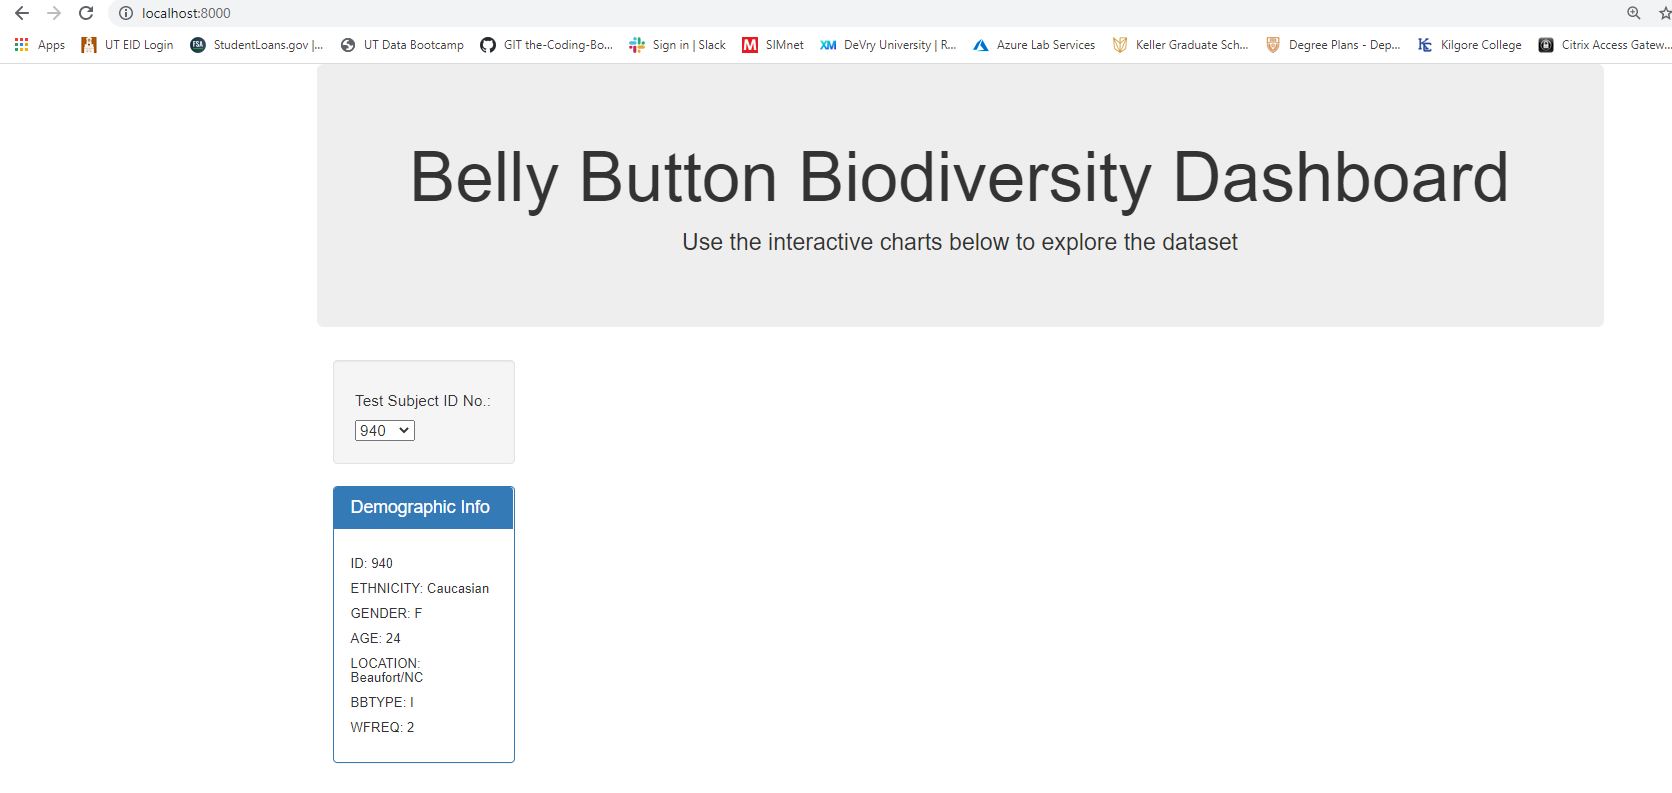 localhost:8000
Apps UT EID Login FSA StudentLoans.gov |... UT Data Bootcamp GIT the-Coding-Bo... Sign in | Slack M SIMnet XM DeVry University | R... Azure Lab Services Keller Graduate Sch... Degree Plans - Dep... KC Kilgore College Citrix Access Gatew...
Belly Button Biodiversity Dashboard
Use the interactive charts below to explore the dataset
Test Subject ID No.:
940
Demographic Info
ID: 940
ETHNICITY: Caucasian
GENDER: F
AGE: 24
LOCATION:
Beaufort/NC
BBTYPE: I
WFREQ: 2